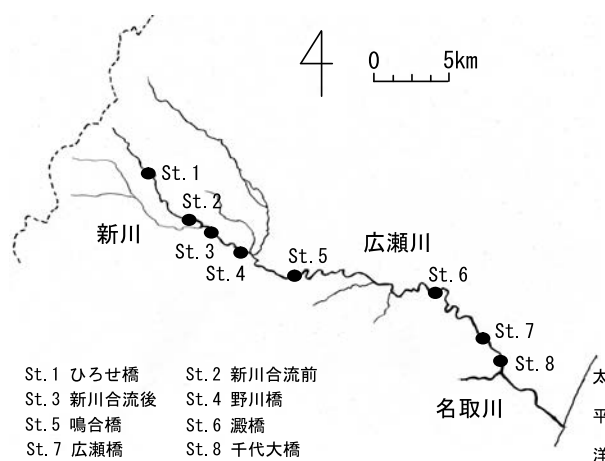 0 5km
St.1
St.2
新川
St.3
St.4
St.5
広瀬川
St.6
St.7
St.8
名取川
太平洋
St.1 ひろせ橋 St.2 新川合流前
St.3 新川合流後 St.4 野川橋
St.5 鳴合橋 St.6 澱橋
St.7 広瀬橋 St.8 千代大橋